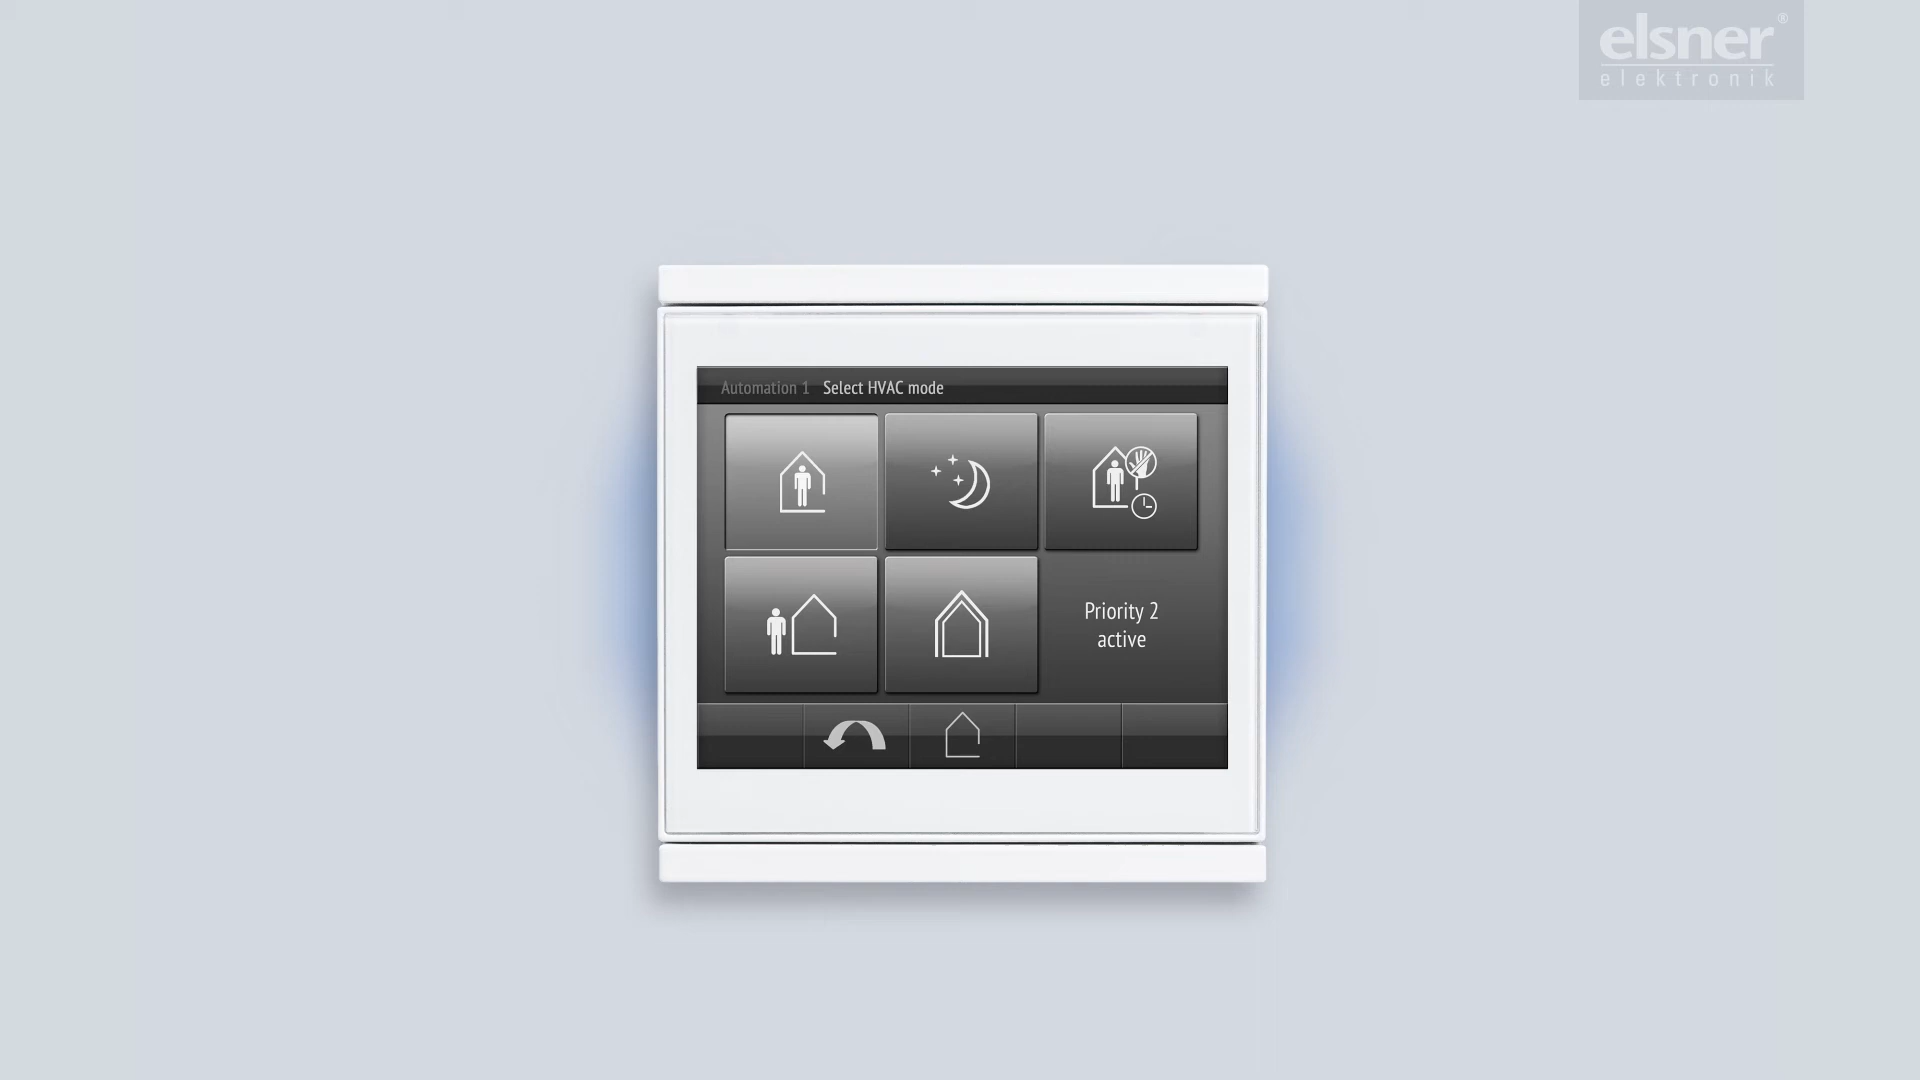 elsner®
elektronik
Automation 1 Select HVAC mode
Priority 2
active